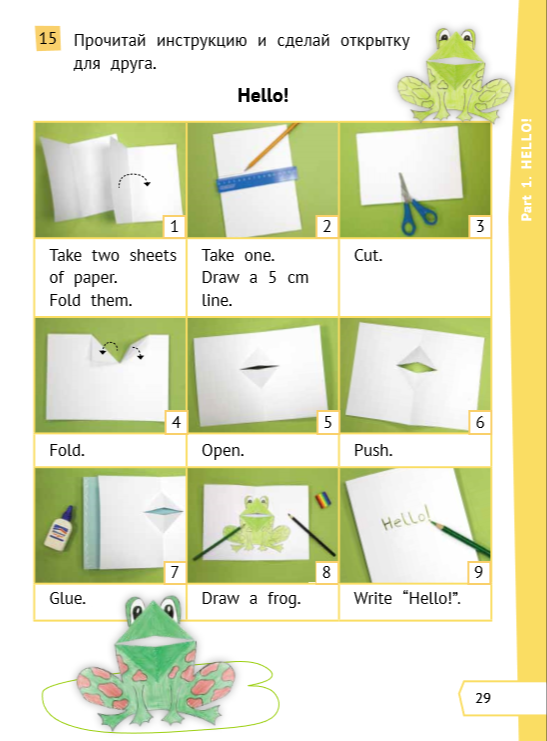 15 Прочитай инструкцию и сделай открытку
для друга.
Hello!
1
Take two sheets
of paper.
Fold them.
2
Take one.
Draw a 5 cm
line.
3
Cut.
4
Fold.
5
Open.
6
Push.
7
Glue.
8
Draw a frog.
Hello!
9
Write “Hello!”.
Part 1. HELLO!
29